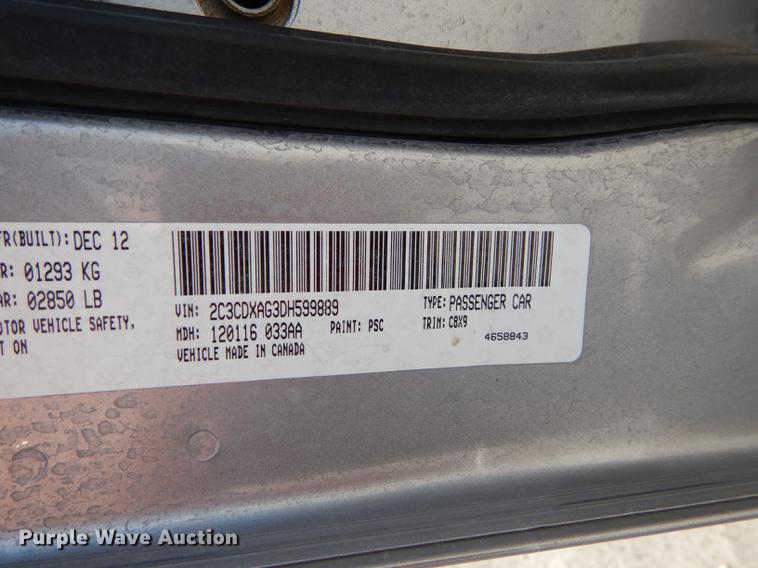 FR(BUILT): DEC 12
R: 01293 KG
AR: 02850 LB
OTOR VEHICLE SAFETY,
T ON
VIN: 2C3CDXAG3DH599889 TYPE: PASSENGER CAR
MDH: 120116 033AA PAINT: PSC TRIM: CBX9
VEHICLE MADE IN CANADA 4658843
Purple Wave Auction